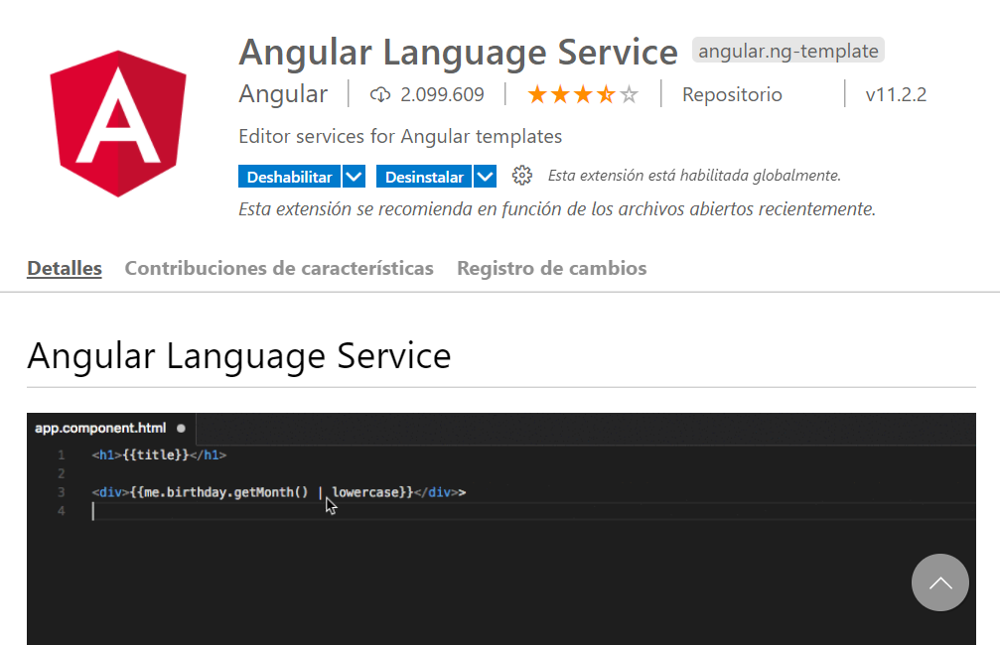 Angular Language Service angular.ng-template
Angular 2.099.609 Repositorio v11.2.2
Editor services for Angular templates
Deshabilitar Desinstalar Esta extensión está habilitada globalmente.
Esta extensión se recomienda en función de los archivos abiertos recientemente.
Detalles Contribuciones de características Registro de cambios
Angular Language Service
app.component.html
1 <h1>{{title}}</h1>
2
3 <div>{{me.birthday.getMonth() | lowercase}}</div>>
4